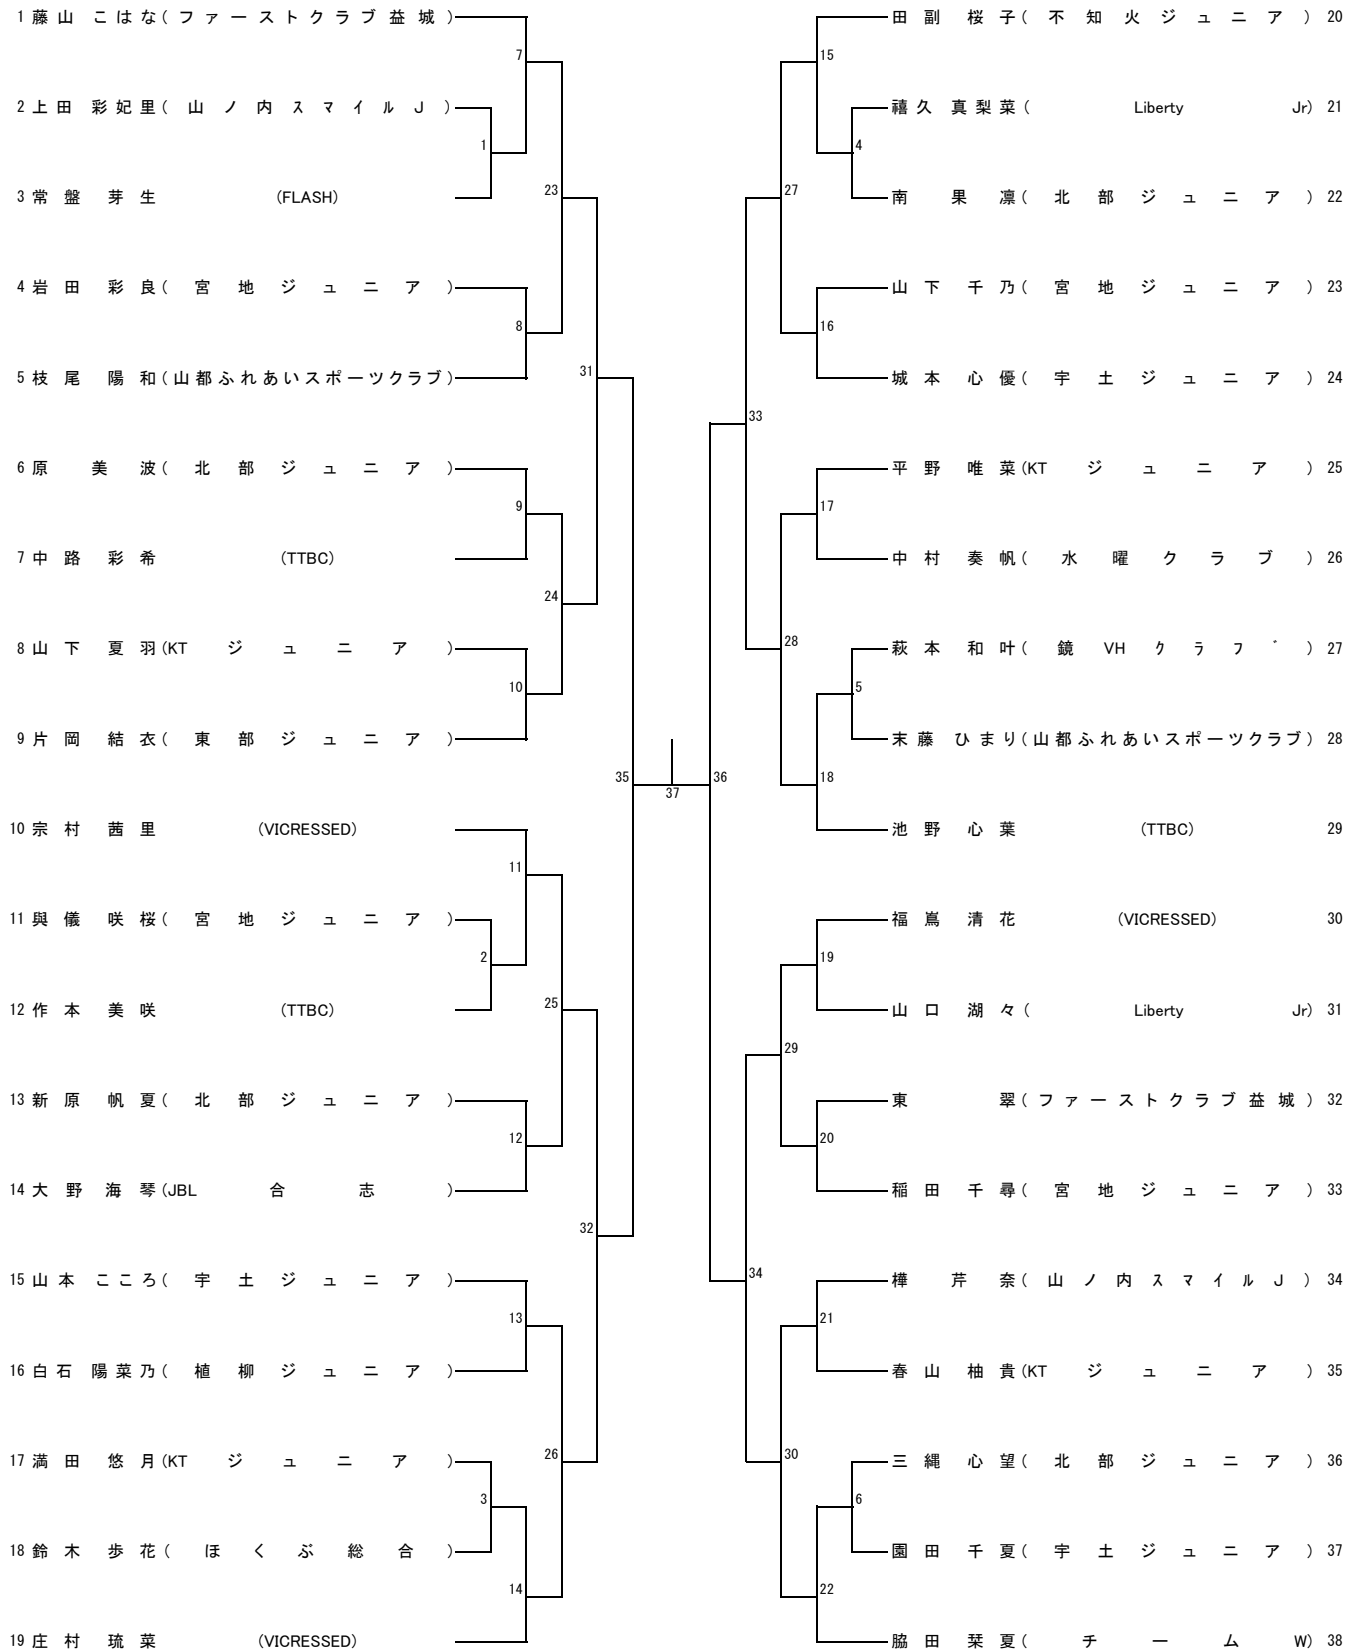 1 藤山 こはな(ファーストクラブ益城)
2 上田 彩妃里(山ノ内スマイルJ)
3 常盤 芽生 (FLASH)
4 岩田 彩良(宮地ジュニア)
5 枝尾 陽和(山都ふれあいスポーツクラブ)
6 原 美波(北部ジュニア)
7 中路 彩希 (TTBC)
8 山下 夏羽(KTジュニア)
9 片岡 結衣(東部ジュニア)
10 宗村 茜里 (VICRESSED)
11 與儀 咲桜(宮地ジュニア)
12 作本 美咲 (TTBC)
13 新原 帆夏(北部ジュニア)
14 大野 海琴(JBL合志)
15 山本 こころ(宇土ジュニア)
16 白石 陽菜乃(植柳ジュニア)
17 満田 悠月(KTジュニア)
18 鈴木 歩花(ほくぶ総合)
19 庄村 琉菜 (VICRESSED)
7
1
23
8
31
9
24
10
35
11
2
25
12
32
13
26
3
14
37
田副 桜子(不知火ジュニア) 20
禧久 真梨菜(Liberty Jr) 21
南 果凛(北部ジュニア) 22
山下 千乃(宮地ジュニア) 23
城本 心優(宇土ジュニア) 24
平野 唯菜(KTジュニア) 25
中村 奏帆(水曜クラブ) 26
萩本 和叶(鏡VHクラブ) 27
末藤 ひまり(山都ふれあいスポーツクラブ) 28
池野 心葉 (TTBC) 29
福嶌 清花 (VICRESSED) 30
山口 湖々(Liberty Jr) 31
東 翠(ファーストクラブ益城) 32
稲田 千尋(宮地ジュニア) 33
樺 芹奈(山ノ内スマイルJ) 34
春山 柚貴(KTジュニア) 35
三縄 心望(北部ジュニア) 36
園田 千夏(宇土ジュニア) 37
脇田 栞夏(チームW) 38
15
4
27
16
33
17
28
5
18
36
19
29
20
34
21
30
6
22